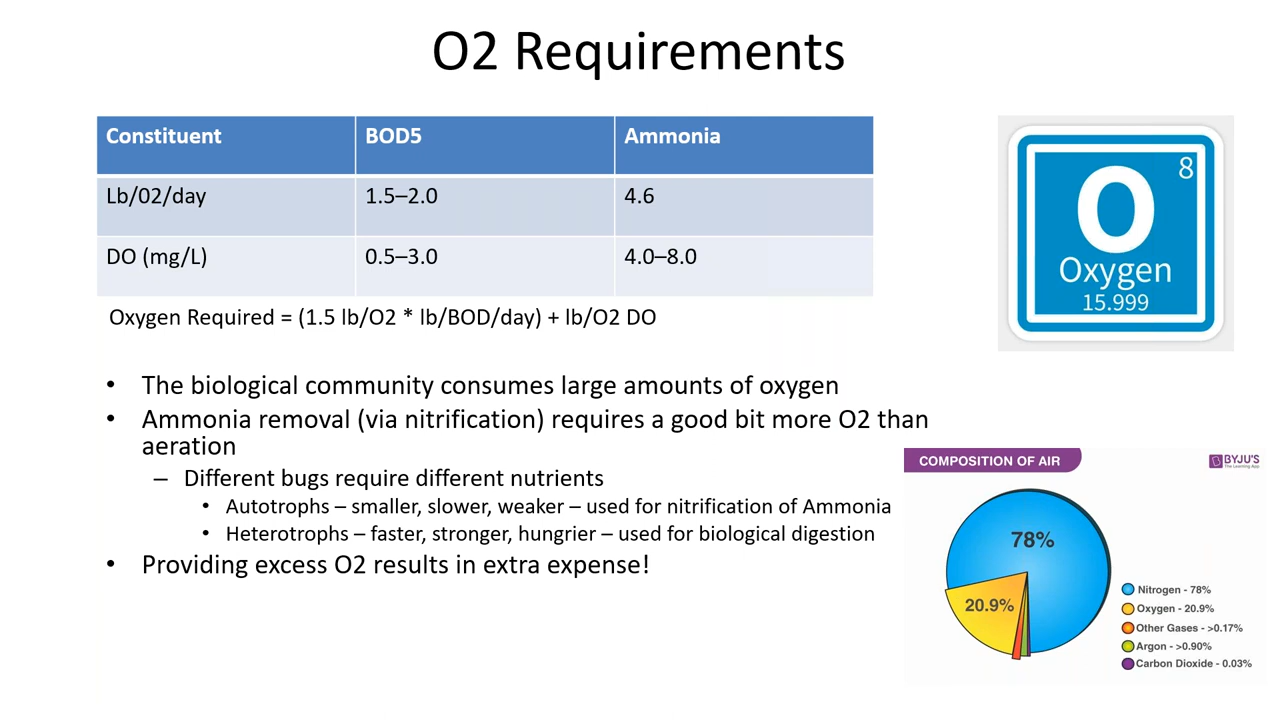 O2 Requirements
Constituent BOD5 Ammonia
Lb/02/day 1.5–2.0 4.6
DO (mg/L) 0.5–3.0 4.0–8.0
Oxygen Required = (1.5 lb/O2 * lb/BOD/day) + lb/O2 DO
8
O
Oxygen
15.999
• The biological community consumes large amounts of oxygen
• Ammonia removal (via nitrification) requires a good bit more O2 than
aeration
– Different bugs require different nutrients
• Autotrophs – smaller, slower, weaker – used for nitrification of Ammonia
• Heterotrophs – faster, stronger, hungrier – used for biological digestion
• Providing excess O2 results in extra expense!
COMPOSITION OF AIR
BYJU'S
The Learning App
78%
20.9%
Nitrogen - 78%
Oxygen - 20.9%
Other Gases - >0.17%
Argon - >0.90%
Carbon Dioxide - 0.03%